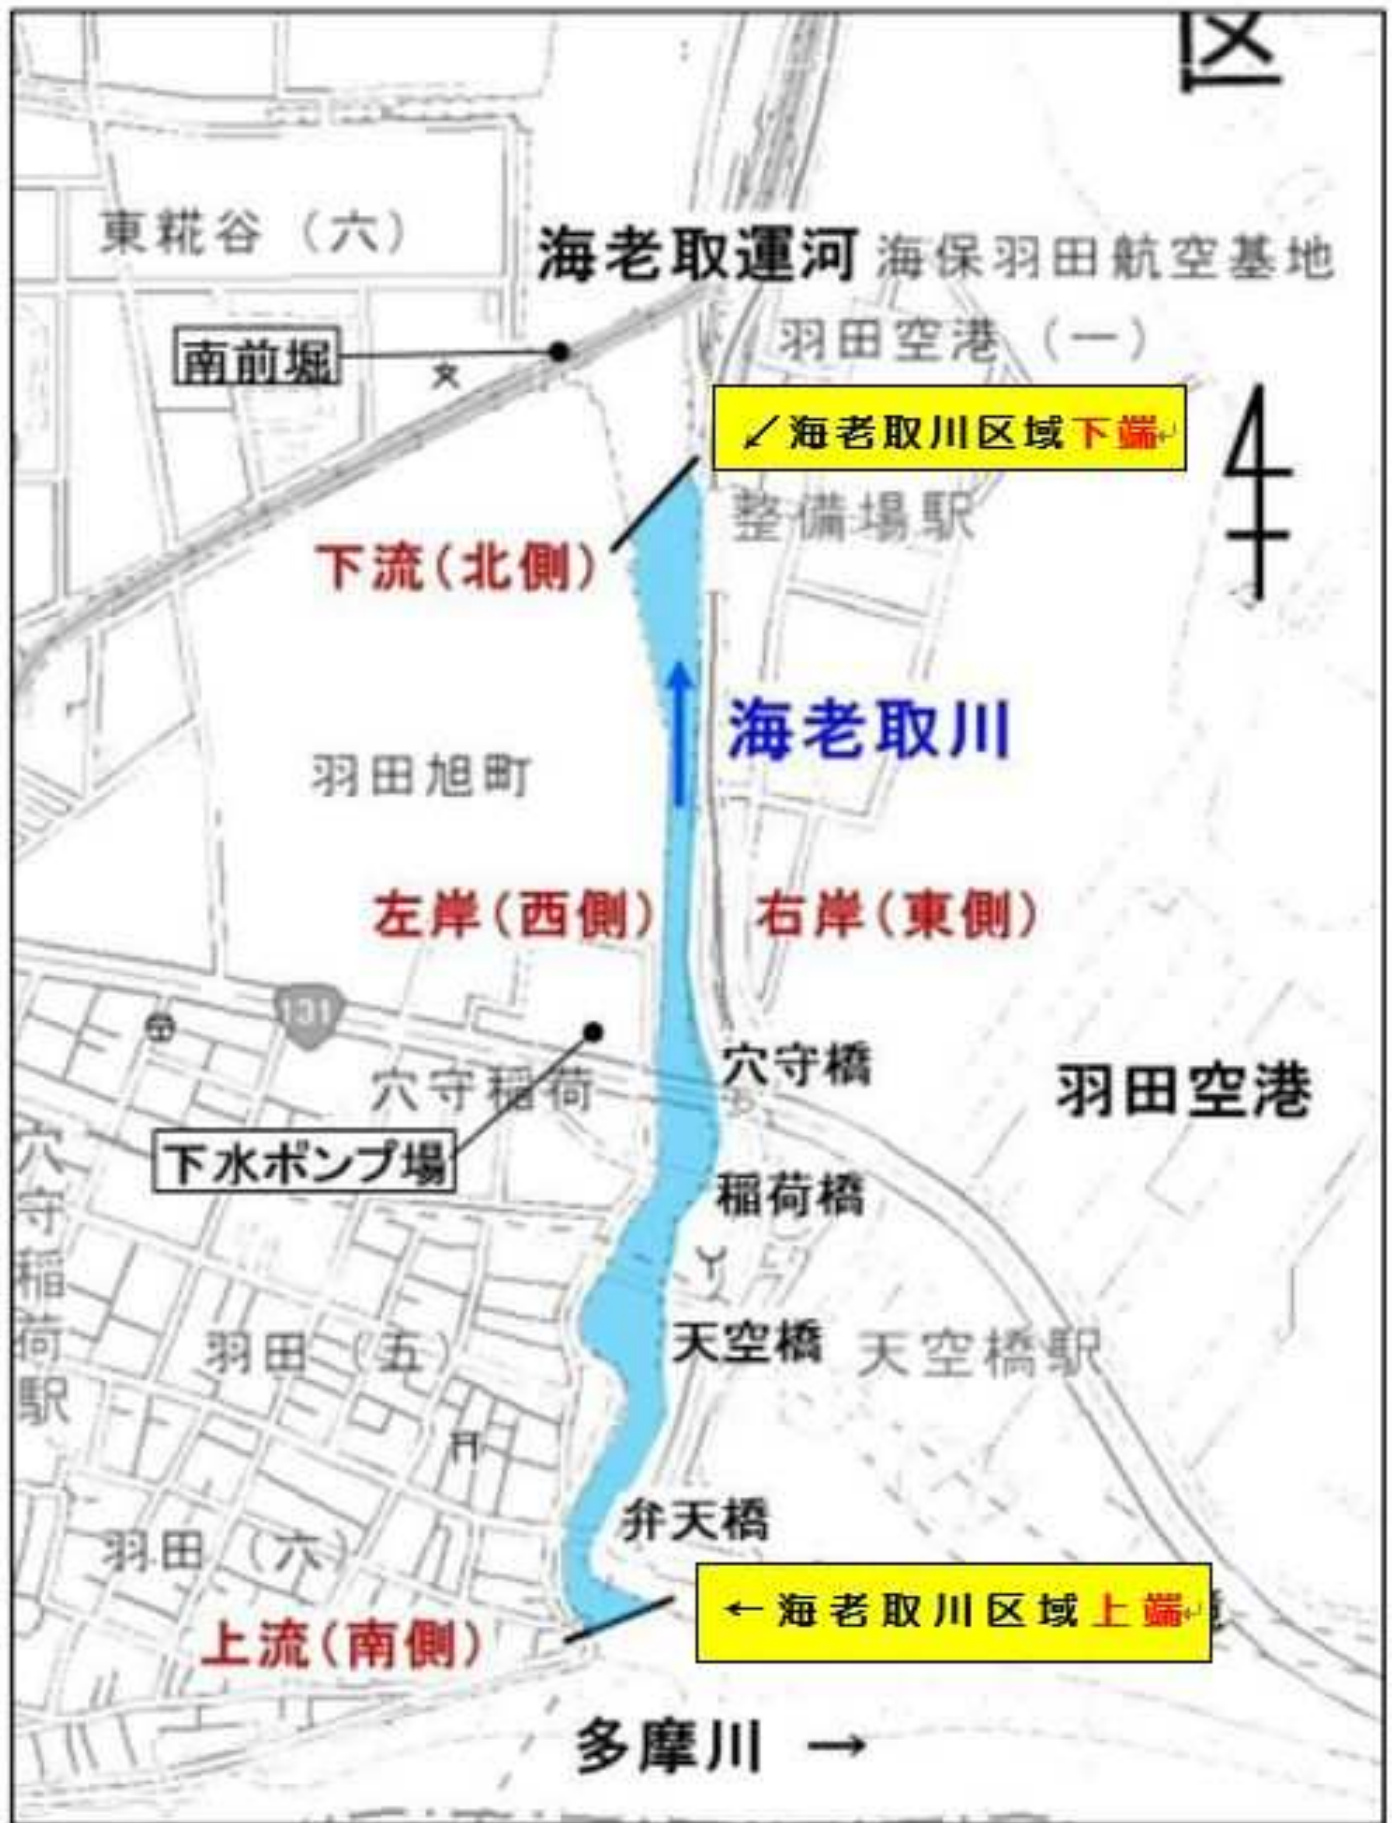 区
東糀谷（六）
海老取運河
海保羽田航空基地
羽田空港（一）
南前堀
文
↙海老取川区域下端↵
整備場駅
下流(北側)
海老取川
羽田旭町
左岸(西側)
右岸(東側)
131
穴守橋
穴守稲荷
羽田空港
下水ポンプ場
穴守稲荷駅
稲荷橋
羽田（五）
天空橋
天空橋駅
弁天橋
羽田（六）
←海老取川区域上端↵
上流(南側)
多摩川 →